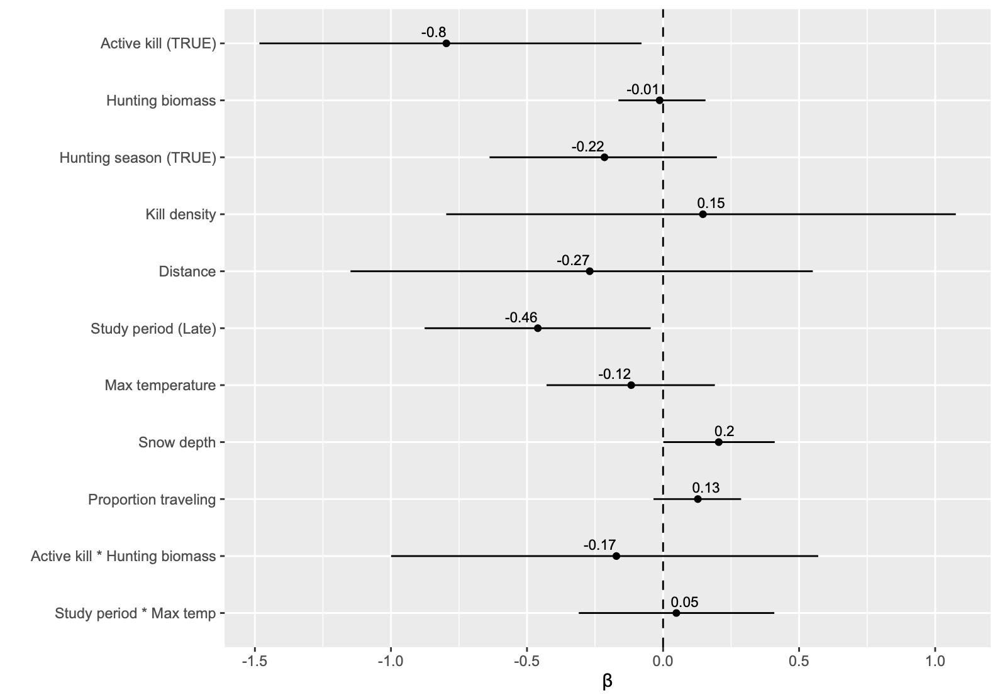 Active kill (TRUE) -0.8
Hunting biomass -0.01
Hunting season (TRUE) -0.22
Kill density 0.15
Distance -0.27
Study period (Late) -0.46
Max temperature -0.12
Snow depth 0.2
Proportion traveling 0.13
Active kill * Hunting biomass -0.17
Study period * Max temp 0.05
-1.5 -1.0 -0.5 0.0 0.5 1.0
β